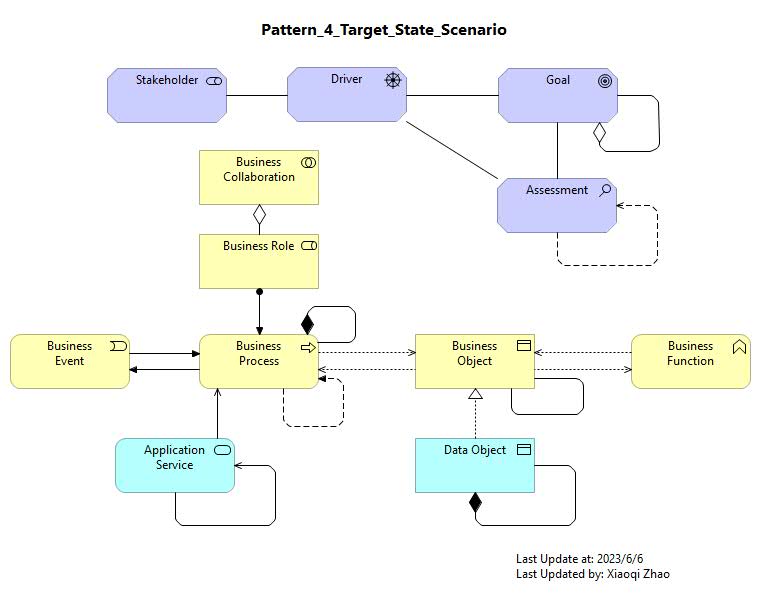 Pattern_4_Target_State_Scenario
Stakeholder
Driver
Goal
Business
Collaboration
Assessment
Business Role
Business
Event
Business
Process
Business
Object
Business
Function
Application
Service
Data Object
Last Update at: 2023/6/6
Last Updated by: Xiaoqi Zhao